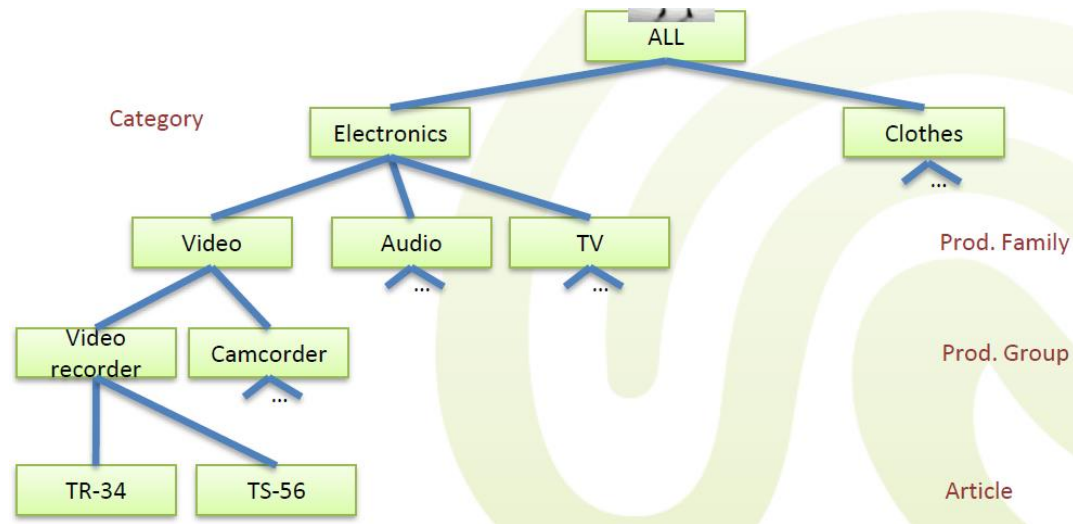 ALL
Category
Electronics
Clothes
...
Video
Audio
TV
Prod. Family
...
...
Video
recorder
Camcorder
Prod. Group
...
TR-34
TS-56
Article